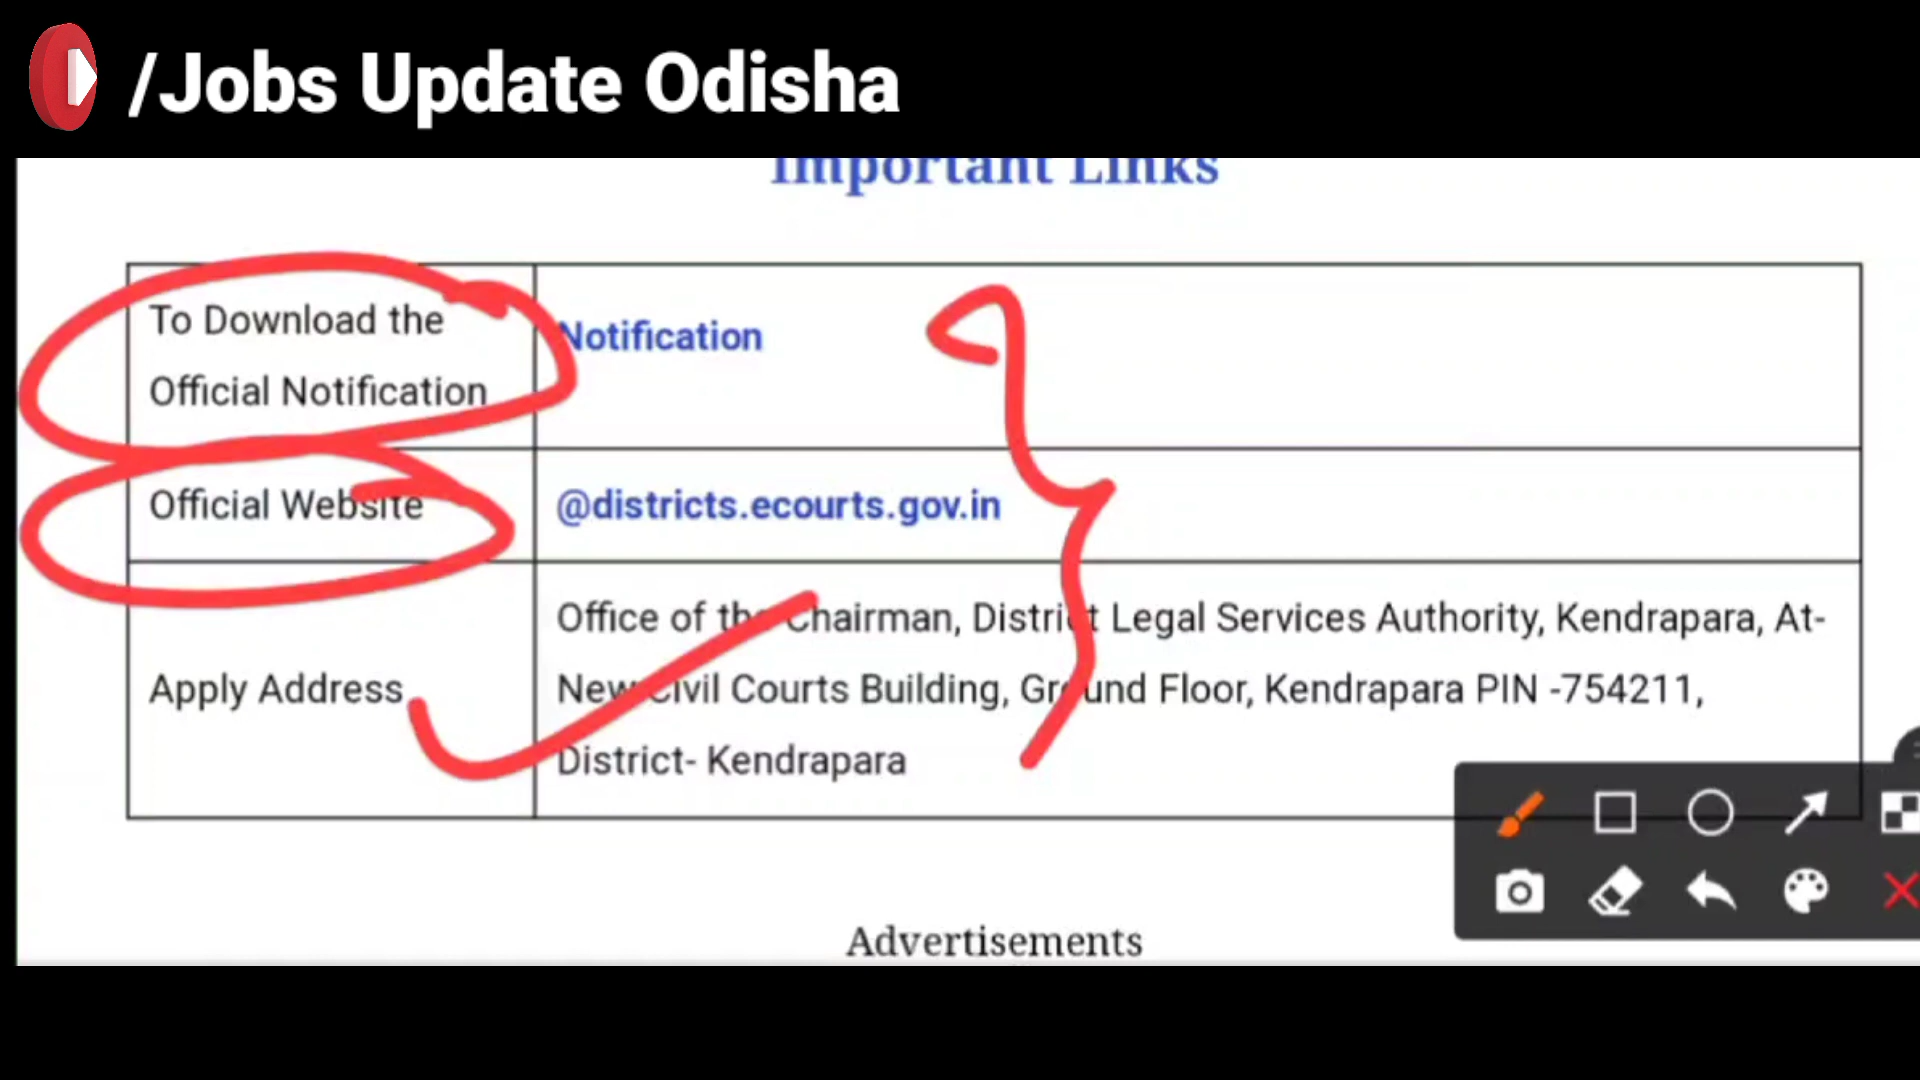 /Jobs Update Odisha
Important Links
To Download the
Official Notification
Notification
Official Website
@districts.ecourts.gov.in
Apply Address
Office of the Chairman, District Legal Services Authority, Kendrapara, At-
New Civil Courts Building, Ground Floor, Kendrapara PIN -754211,
District- Kendrapara
Advertisements